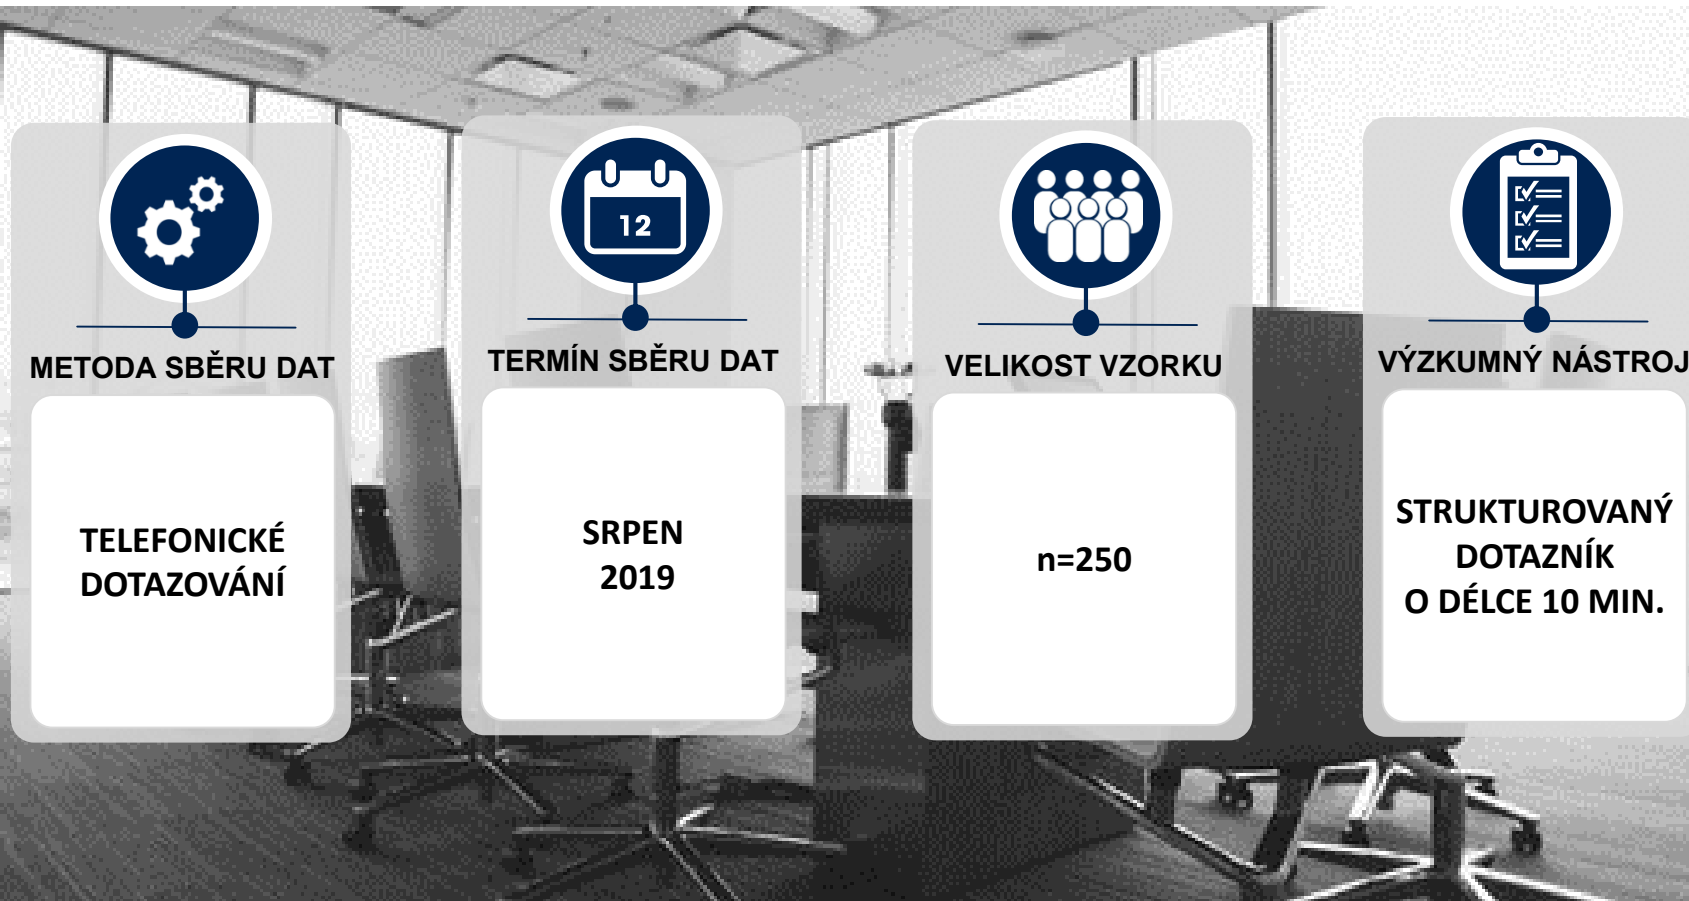 12
METODA SBĚRU DAT
TELEFONICKÉ
DOTAZOVÁNÍ
TERMÍN SBĚRU DAT
SRPEN
2019
VELIKOST VZORKU
n=250
VÝZKUMNÝ NÁSTROJ
STRUKTUROVANÝ
DOTAZNÍK
O DÉLCE 10 MIN.